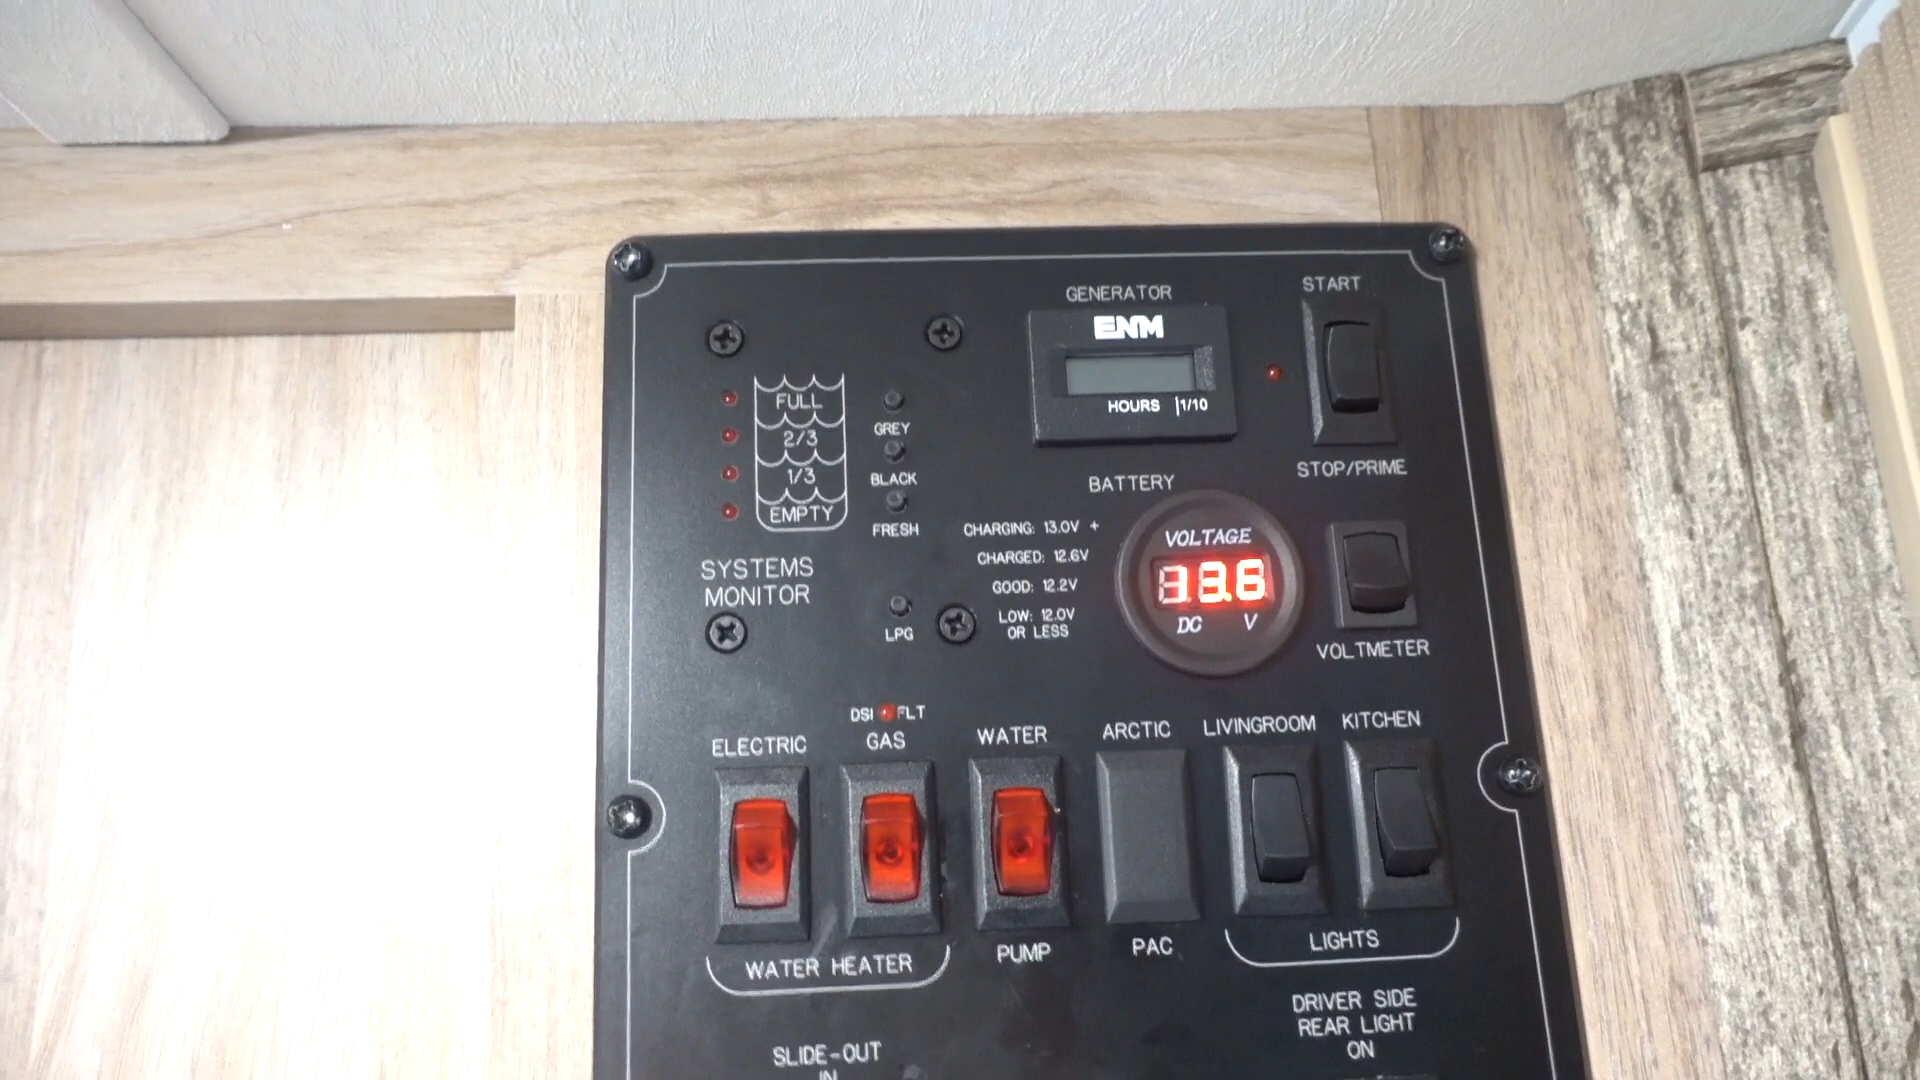 GENERATOR
START
ENM
HOURS 1/10
STOP/PRIME
FULL
2/3
1/3
EMPTY
GREY
BLACK
FRESH
LPG
SYSTEMS
MONITOR
BATTERY
CHARGING: 13.0V +
CHARGED: 12.6V
GOOD: 12.2V
LOW: 12.0V
OR LESS
VOLTAGE
13.6
DC V
VOLTMETER
DSI FLT
ELECTRIC
GAS
WATER
ARCTIC
LIVINGROOM
KITCHEN
WATER HEATER
PUMP
PAC
LIGHTS
DRIVER SIDE
REAR LIGHT
ON
SLIDE-OUT
IN